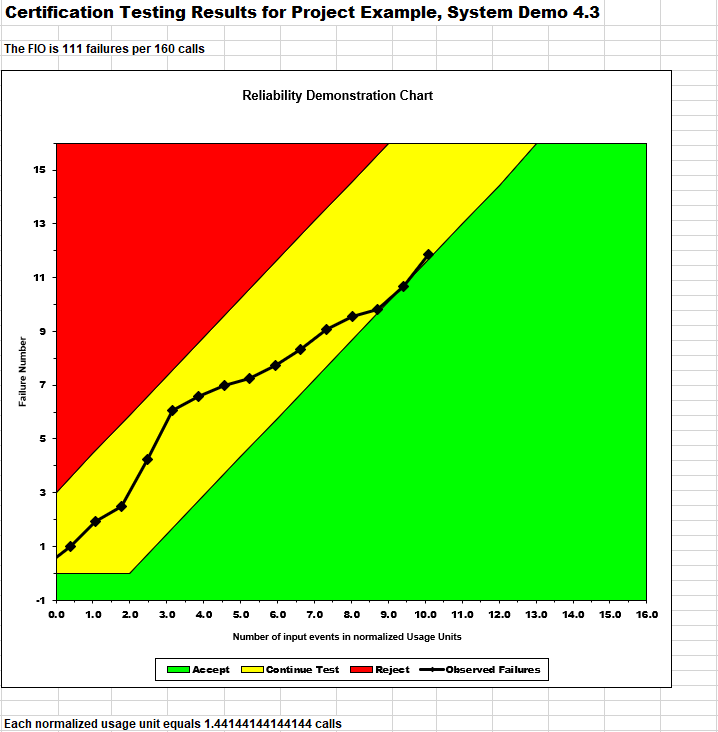 Certification Testing Results for Project Example, System Demo 4.3
The FIO is 111 failures per 160 calls
Reliability Demonstration Chart
15
13
11
9
7
5
3
1
-1
Failure Number
0.0 1.0 2.0 3.0 4.0 5.0 6.0 7.0 8.0 9.0 10.0 11.0 12.0 13.0 14.0 15.0 16.0
Number of input events in normalized Usage Units
Accept Continue Test Reject Observed Failures
Each normalized usage unit equals 1.44144144144144 calls